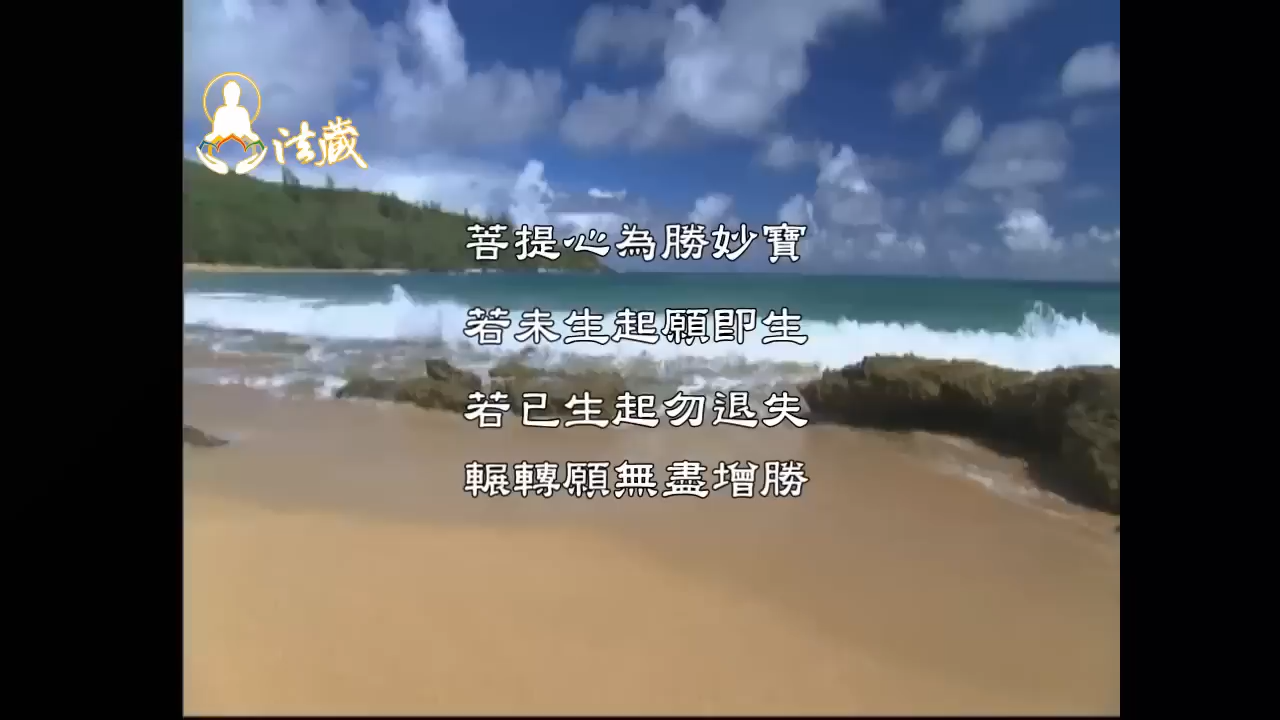 法藏
菩提心為勝妙寶
若未生起願即生
若已生起勿退失
輾轉願無盡增勝